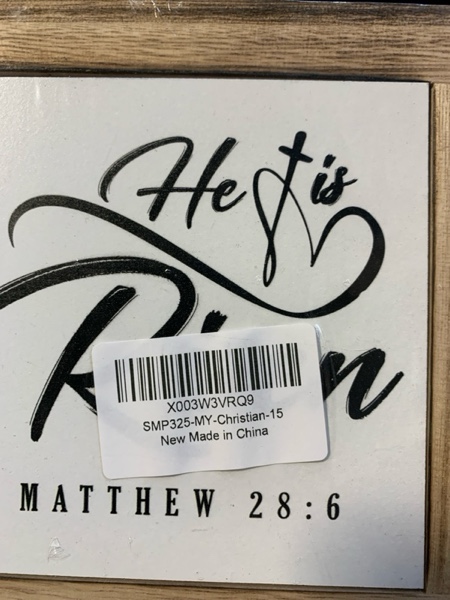 He is
MATTHEW 28:6
X003W3VRQ9
SMP325-MY-Christian-15
New Made in China